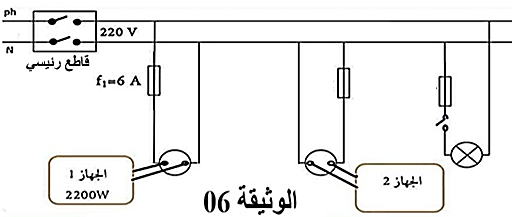 ph
N
220 V
قاطع رئيسي
f₁=6 A
الجهاز 1
2200W
الجهاز 2
الوثيقة 06